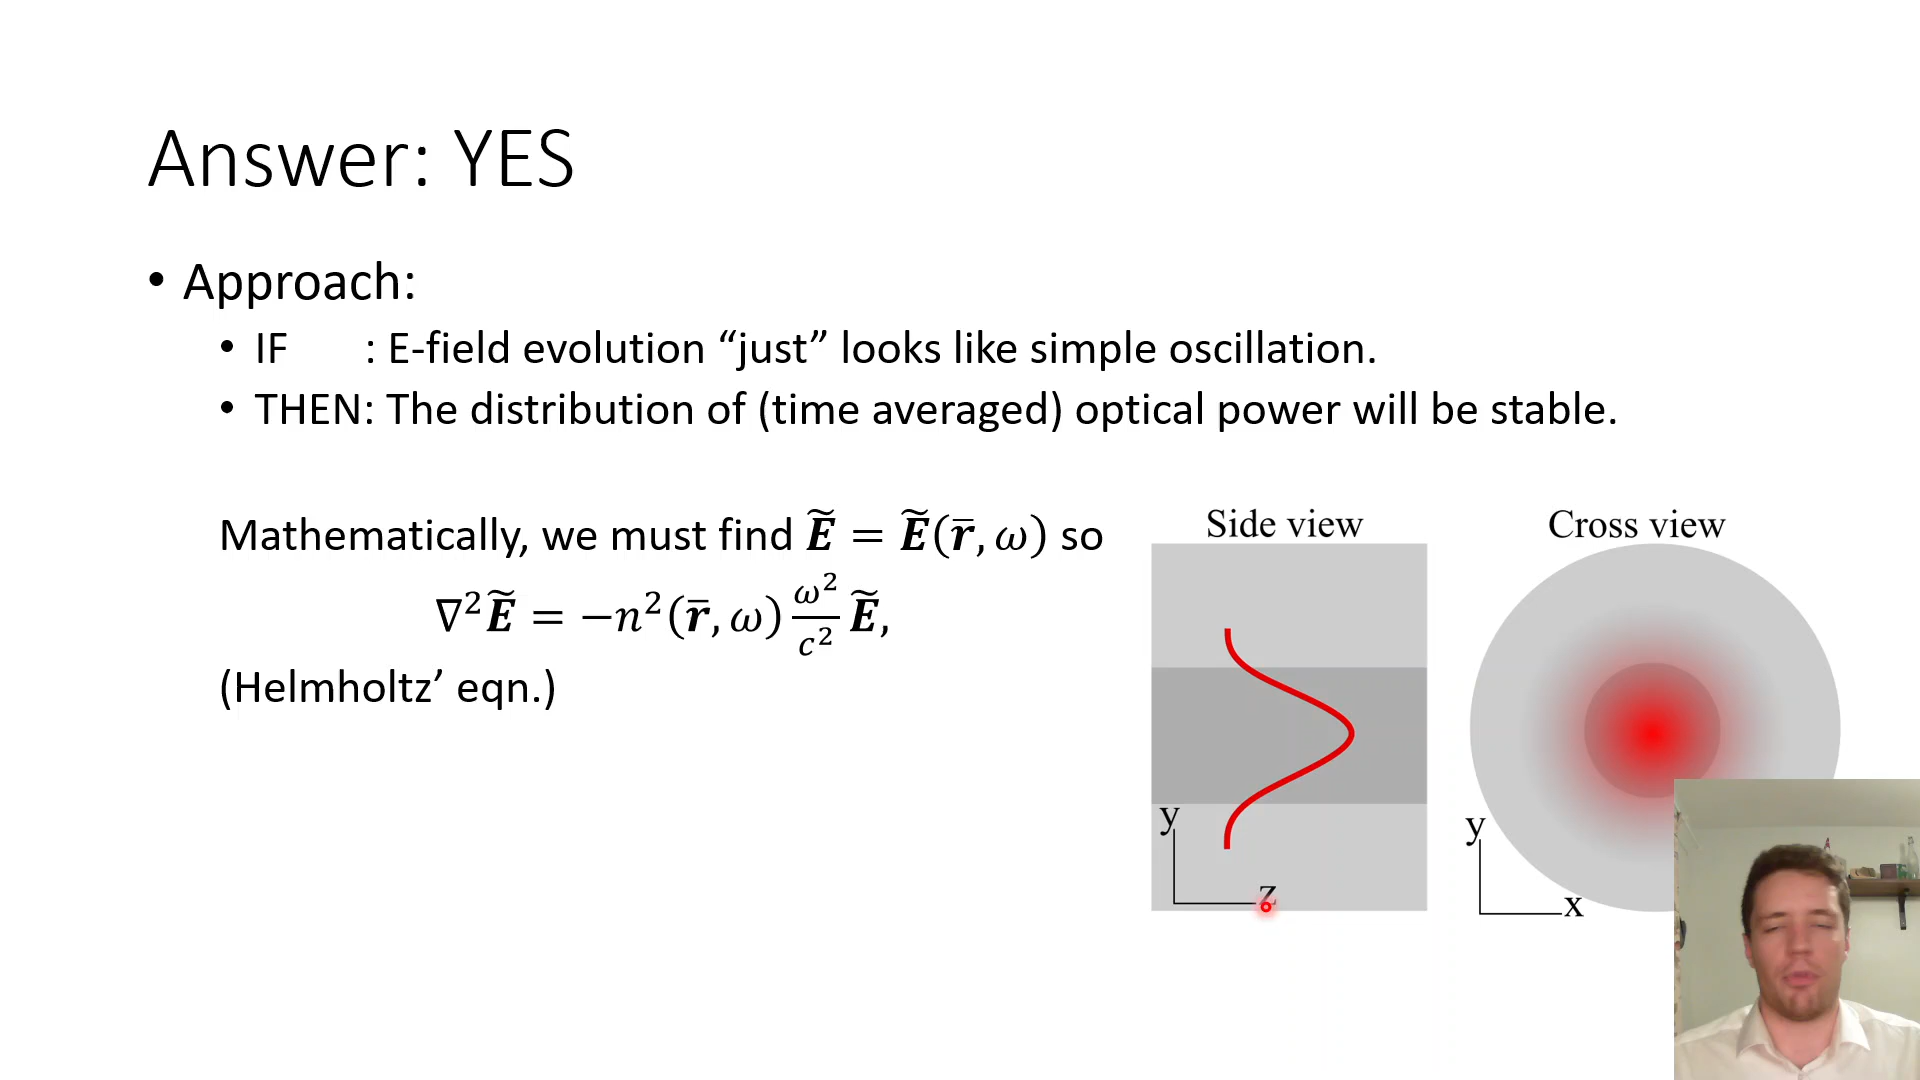 Answer: YES
• Approach:
• IF : E-field evolution “just” looks like simple oscillation.
• THEN: The distribution of (time averaged) optical power will be stable.
Mathematically, we must find Ẽ = Ẽ(r̄, ω) so
∇²Ẽ = −n²(r̄, ω) ω²/c² Ẽ,
(Helmholtz’ eqn.)
Side view
Cross view
y
z
y
x